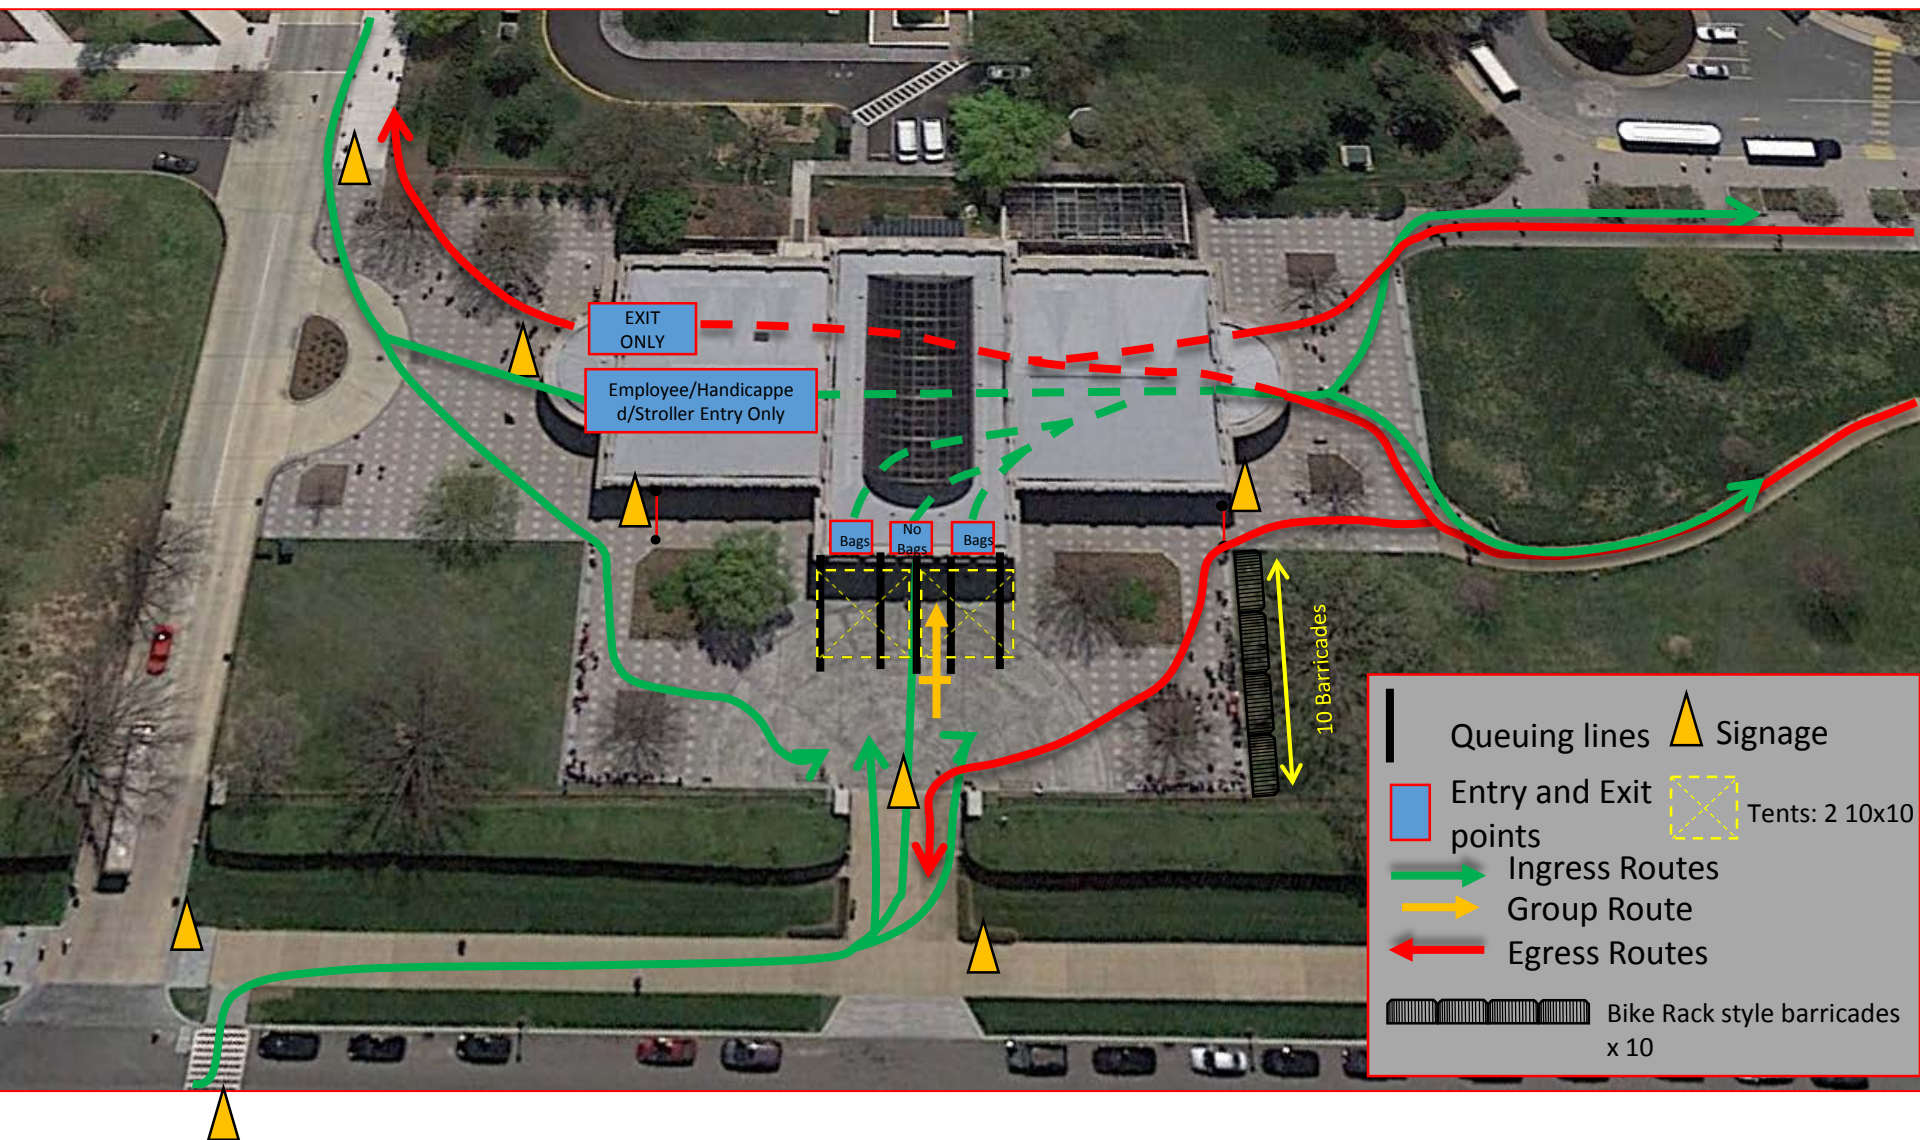 EXIT
ONLY
Employee/Handicappe
d/Stroller Entry Only
Bags
No
Bags
Bags
10 Barricades
Queuing lines
Signage
Entry and Exit
points
Tents: 2 10x10
Ingress Routes
Group Route
Egress Routes
Bike Rack style barricades
x 10